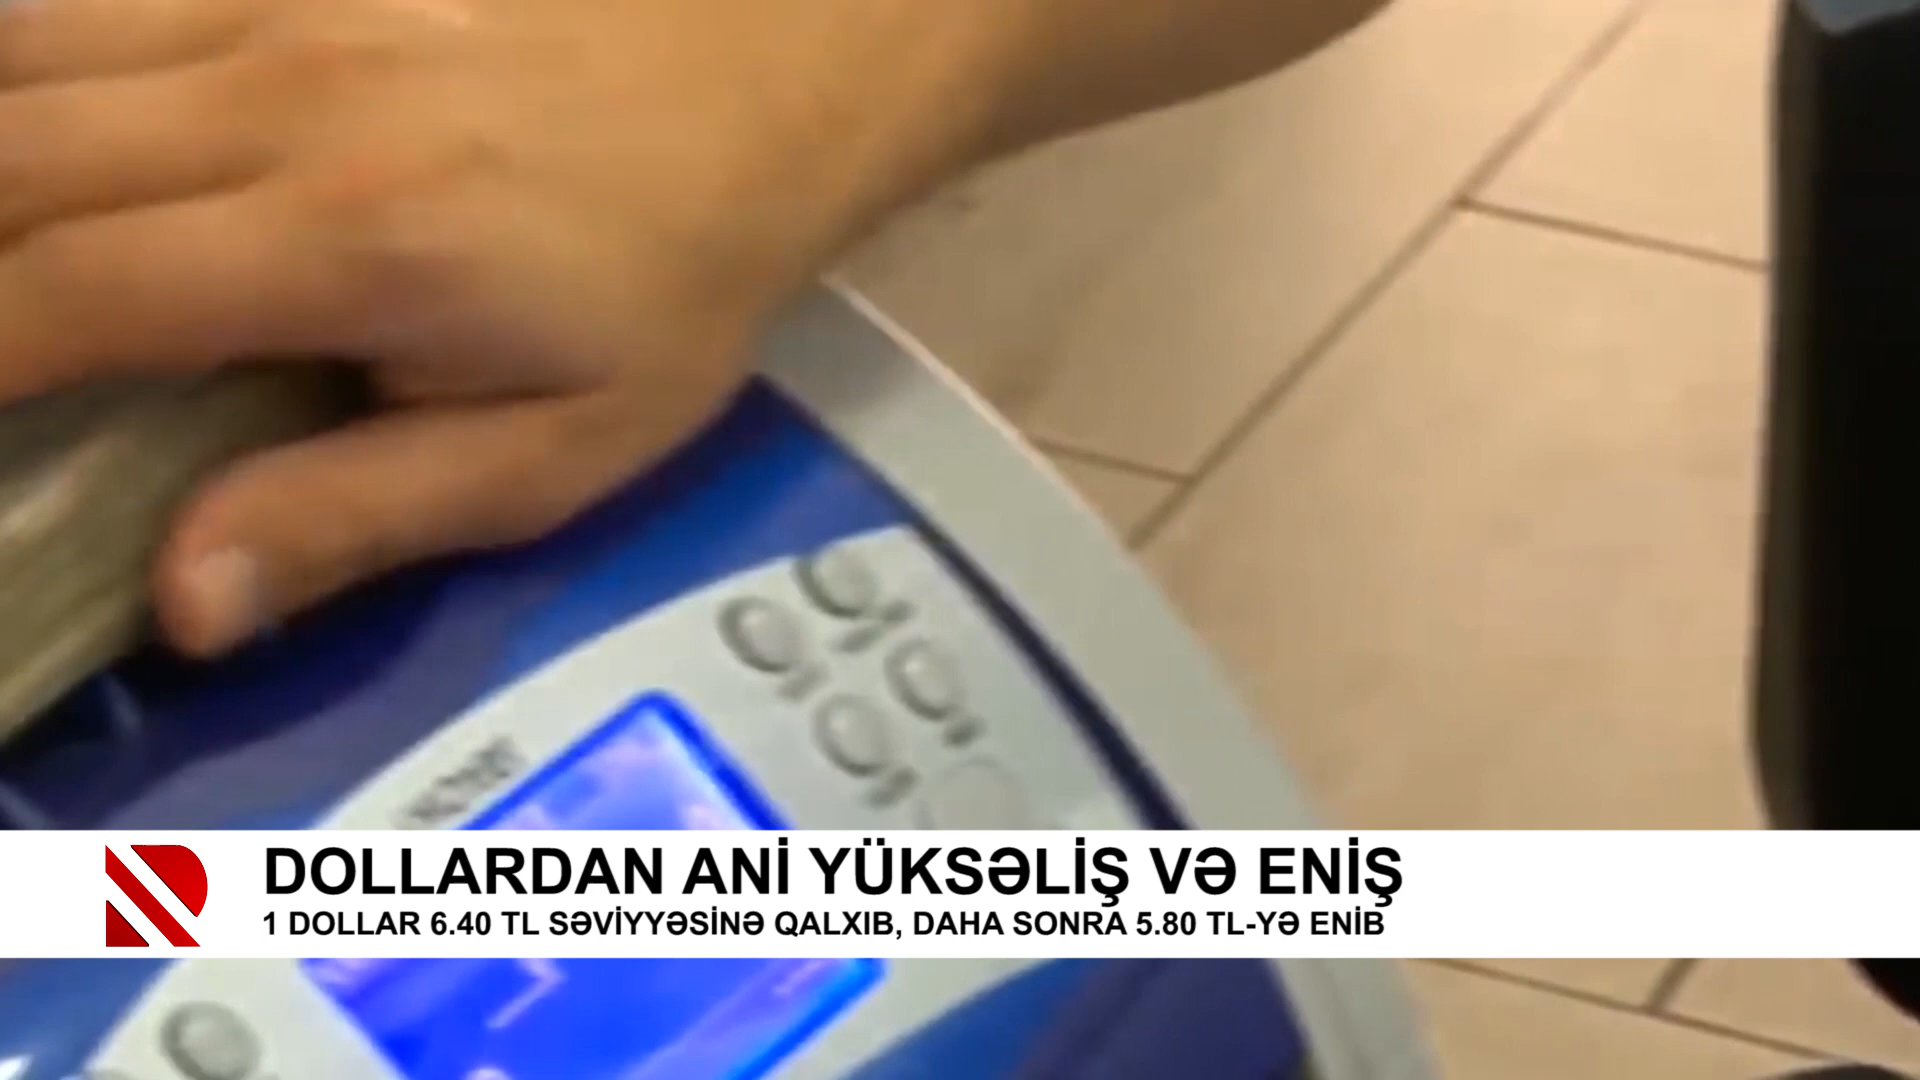 DOLLARDAN ANİ YÜKSƏLİŞ VƏ ENİŞ
1 DOLLAR 6.40 TL SƏVİYYƏSİNƏ QALXIB, DAHA SONRA 5.80 TL-YƏ ENİB